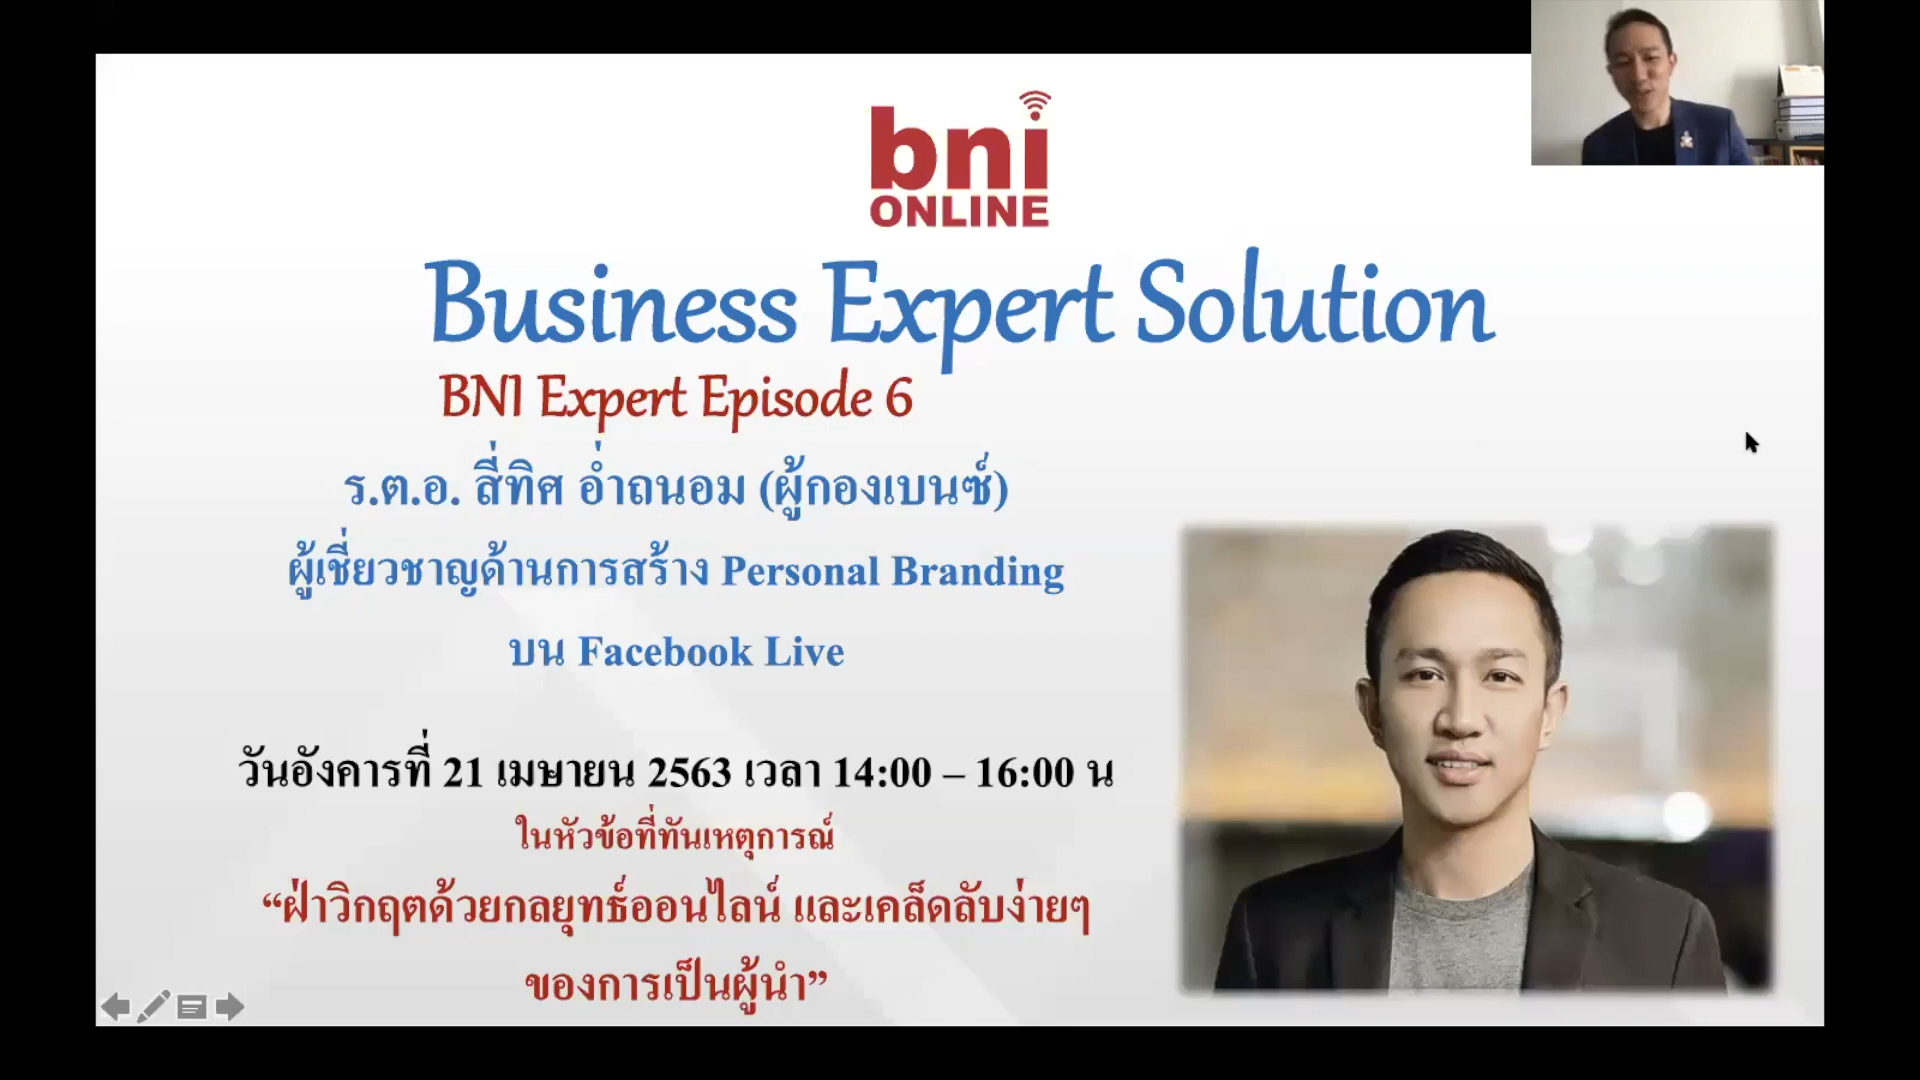 bni
ONLINE
Business Expert Solution
BNI Expert Episode 6
ร.ต.อ. สี่ทิศ อ่ำถนอม (ผู้กองเบนซ์)
ผู้เชี่ยวชาญด้านการสร้าง Personal Branding
บน Facebook Live
วันอังคารที่ 21 เมษายน 2563 เวลา 14:00 – 16:00 น
ในหัวข้อที่ทันเหตุการณ์
“ฝ่าวิกฤตด้วยกลยุทธ์ออนไลน์ และเคล็ดลับง่ายๆ
ของการเป็นผู้นำ”